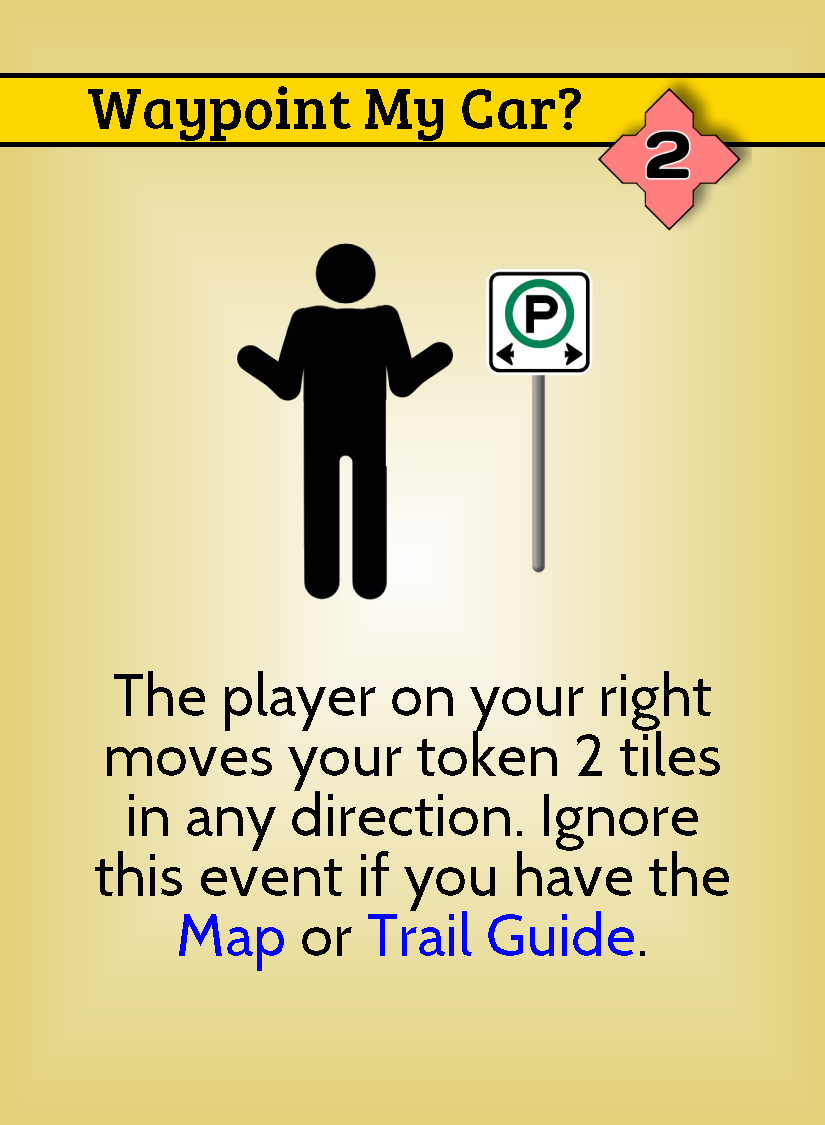 Waypoint My Car?
2
P
The player on your right
moves your token 2 tiles
in any direction. Ignore
this event if you have the
Map or Trail Guide.